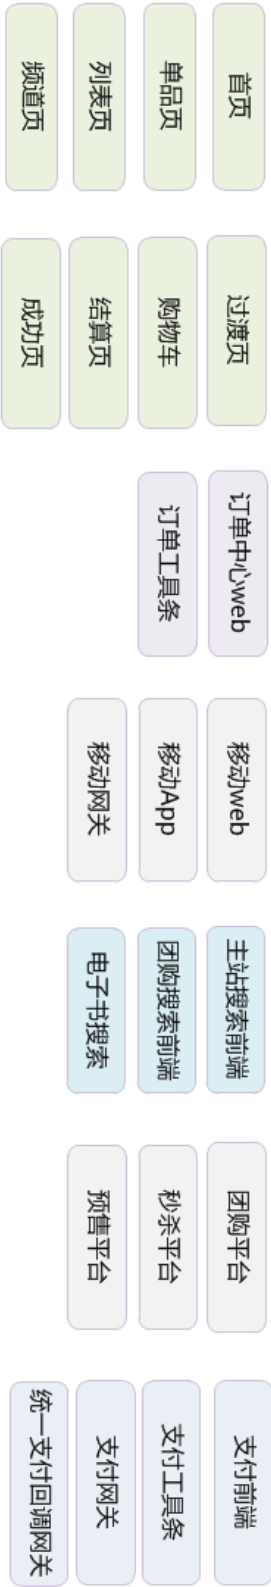 首页
单品页
列表页
频道页
过渡页
购物车
结算页
成功页
订单中心web
订单工具条
移动web
移动App
移动网关
主站搜索前端
团购搜索前端
电子书搜索
团购平台
秒杀平台
预售平台
支付前端
支付工具条
支付网关
统一支付回调网关